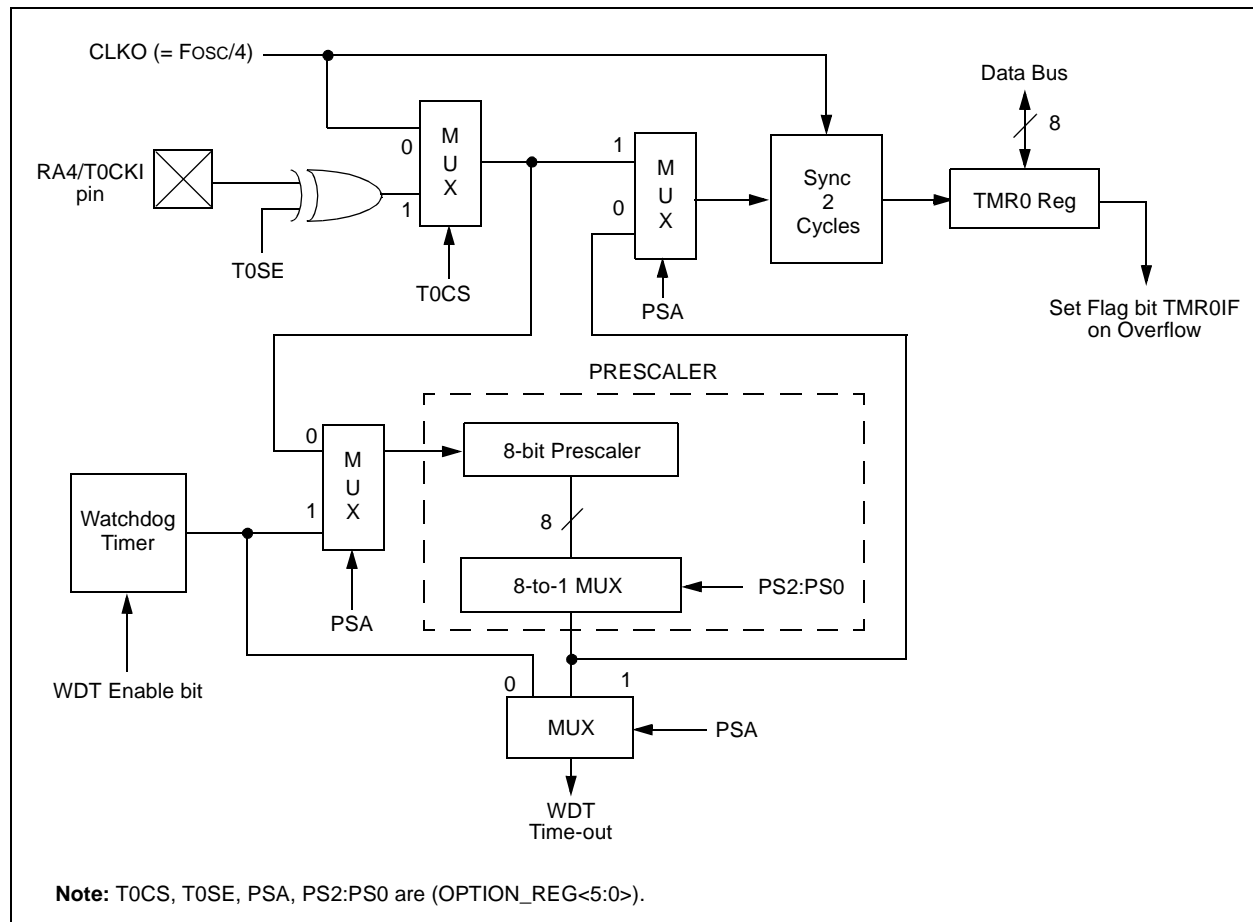 CLKO (= FOSC/4)
Data Bus
8
M
U
X
0
1
RA4/T0CKI
pin
T0SE
T0CS
1
0
M
U
X
PSA
Sync
2
Cycles
TMR0 Reg
Set Flag bit TMR0IF
on Overflow
PRESCALER
0
1
M
U
X
8-bit Prescaler
8
Watchdog
Timer
8-to-1 MUX
PS2:PS0
PSA
WDT Enable bit
0
1
MUX
PSA
WDT
Time-out
Note: T0CS, T0SE, PSA, PS2:PS0 are (OPTION_REG<5:0>).